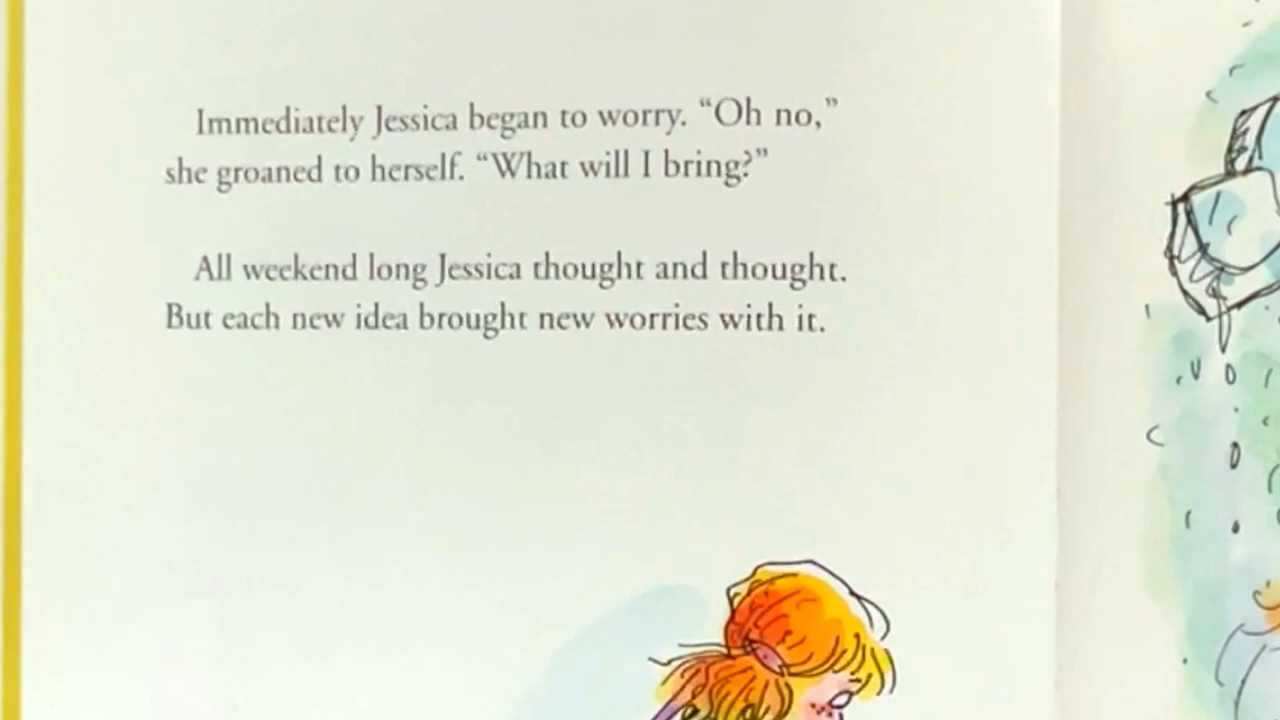 Immediately Jessica began to worry. “Oh no,”
she groaned to herself. “What will I bring?”
All weekend long Jessica thought and thought.
But each new idea brought new worries with it.